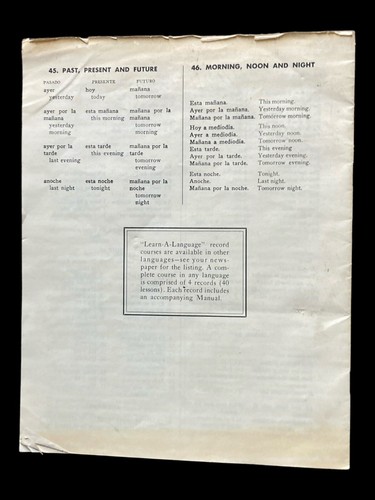 45. PAST, PRESENT AND FUTURE
PASADO PRESENTE FUTURO
ayer hoy mañana
yesterday today tomorrow
ayer por la esta mañana mañana por la
mañana this morning mañana
yesterday tomorrow
morning morning
ayer por la esta tarde mañana por la
tarde this evening tarde
last evening tomorrow
evening
anoche esta noche mañana por la
last night tonight noche
tomorrow
night
46. MORNING, NOON AND NIGHT
Esta mañana. This morning.
Ayer por la mañana. Yesterday morning.
Mañana por la mañana. Tomorrow morning.
Hoy a mediodía. This noon.
Ayer a mediodía. Yesterday noon.
Mañana a mediodía. Tomorrow noon.
Esta tarde. This evening
Ayer por la tarde. Yesterday evening.
Mañana por la tarde. Tomorrow evening.
Esta noche. Tonight.
Anoche. Last night.
Mañana por la noche. Tomorrow night.
"Learn-A-Language" record
courses are available in other
languages—see your news-
paper for the listing. A com-
plete course in any language
is comprised of 4 records (40
lessons). Each record includes
an accompanying Manual.